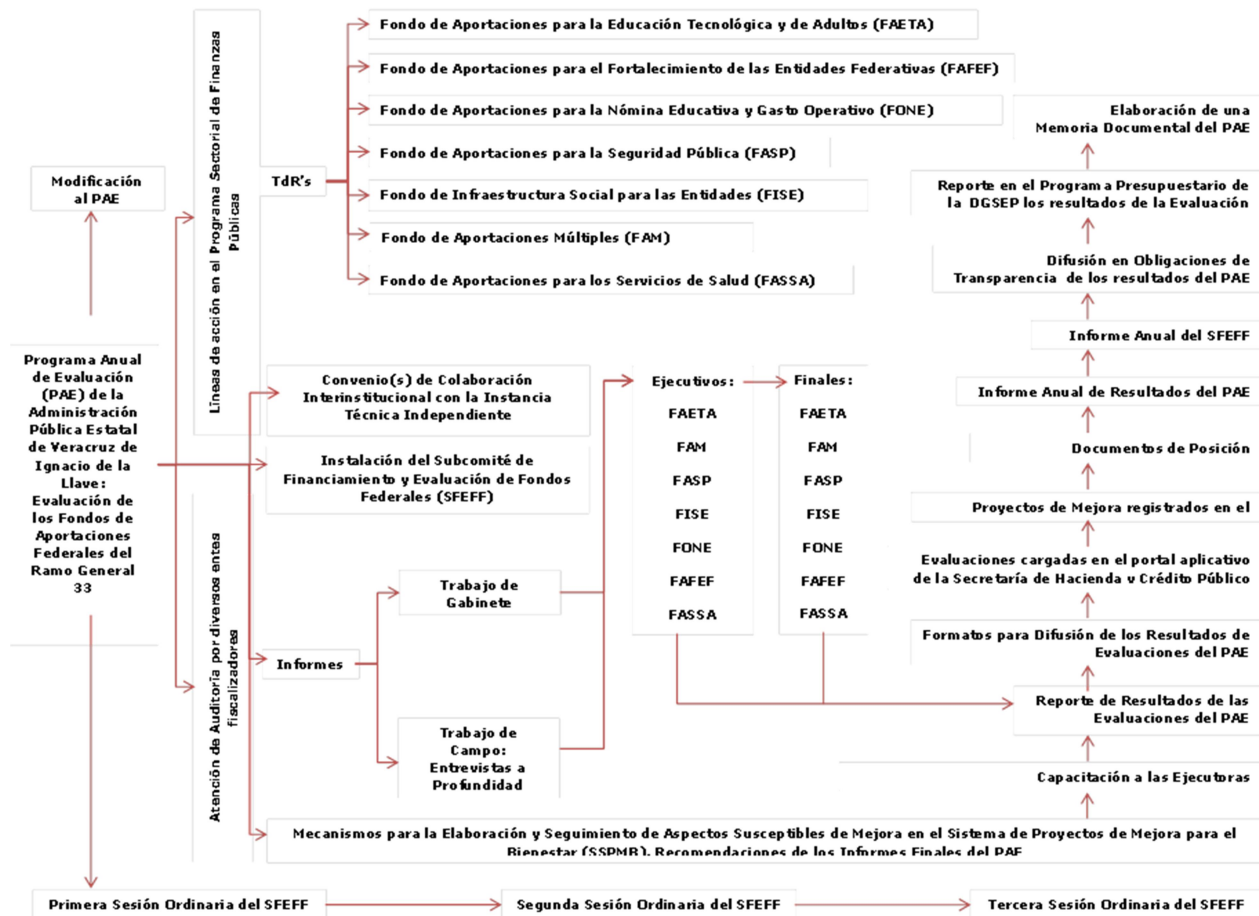 Modificación
al PAE
Programa Anual
de Evaluación
(PAE) de la
Administración
Pública Estatal
de Veracruz de
Ignacio de la
Llave:
Evaluación de
los Fondos de
Aportaciones
Federales del
Ramo General
33
Líneas de acción en el Programa Sectorial de Finanzas
Públicas
Atención de Auditoría por diversos entes
fiscalizadores
TdR's
Fondo de Aportaciones para la Educación Tecnológica y de Adultos (FAETA)
Fondo de Aportaciones para el Fortalecimiento de las Entidades Federativas (FAFEF)
Fondo de Aportaciones para la Nómina Educativa y Gasto Operativo (FONE)
Fondo de Aportaciones para la Seguridad Pública (FASP)
Fondo de Infraestructura Social para las Entidades (FISE)
Fondo de Aportaciones Múltiples (FAM)
Fondo de Aportaciones para los Servicios de Salud (FASSA)
Convenio(s) de Colaboración
Interinstitucional con la Instancia
Técnica Independiente
Instalación del Subcomité de
Financiamiento y Evaluación de Fondos
Federales (SFEFF)
Informes
Trabajo de
Gabinete
Trabajo de
Campo:
Entrevistas a
Profundidad
Ejecutivos:
FAETA
FAM
FASP
FISE
FONE
FAFEF
FASSA
Finales:
FAETA
FAM
FASP
FISE
FONE
FAFEF
FASSA
Elaboración de una
Memoria Documental del PAE
Reporte en el Programa Presupuestario de
la DGSEP los resultados de la Evaluación
Difusión en Obligaciones de
Transparencia de los resultados del PAE
Informe Anual del SFEFF
Informe Anual de Resultados del PAE
Documentos de Posición
Proyectos de Mejora registrados en el
Evaluaciones cargadas en el portal aplicativo
de la Secretaría de Hacienda y Crédito Público
Formatos para Difusión de los Resultados de
Evaluaciones del PAE
Reporte de Resultados de las
Evaluaciones del PAE
Capacitación a las Ejecutoras
Mecanismos para la Elaboración y Seguimiento de Aspectos Susceptibles de Mejora en el Sistema de Proyectos de Mejora para el
Bienestar (SSPMB). Recomendaciones de los Informes Finales del PAE
Primera Sesión Ordinaria del SFEFF
Segunda Sesión Ordinaria del SFEFF
Tercera Sesión Ordinaria del SFEFF